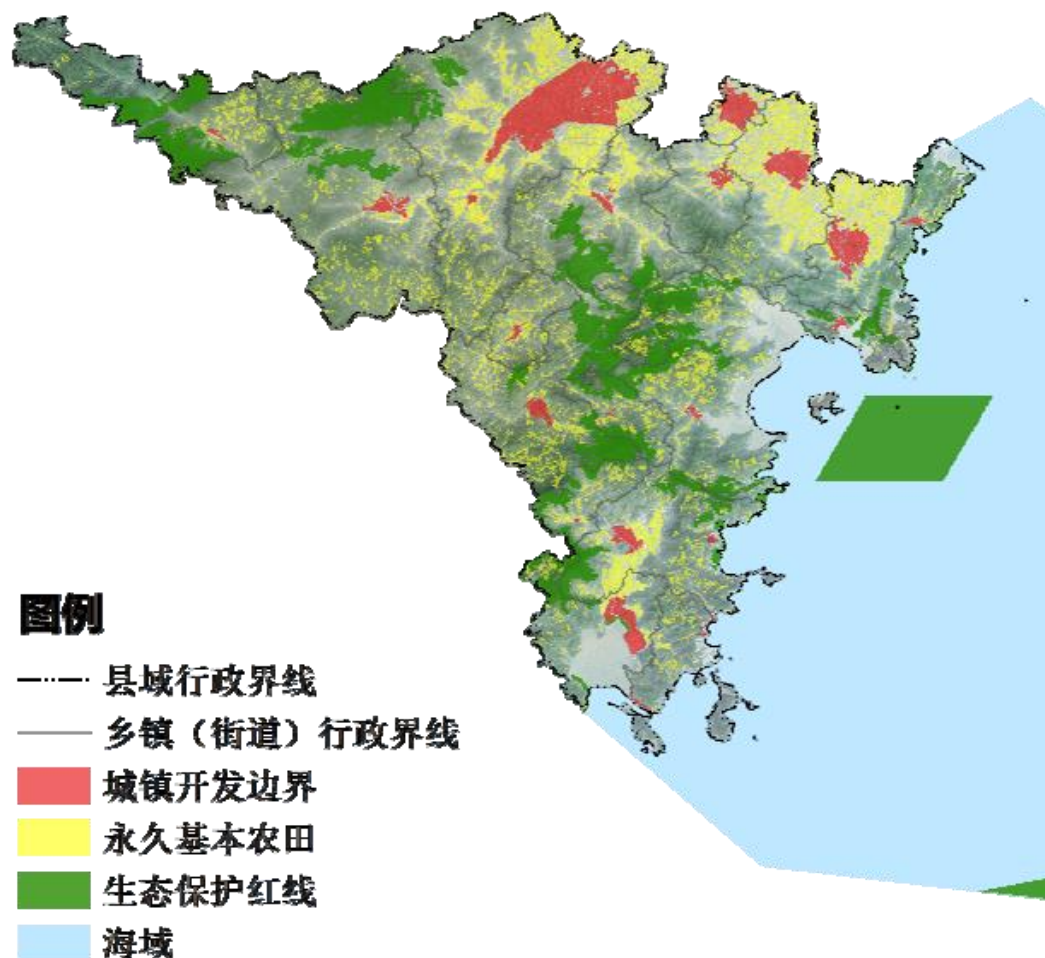 图例
县域行政界线
乡镇（街道）行政界线
城镇开发边界
永久基本农田
生态保护红线
海域